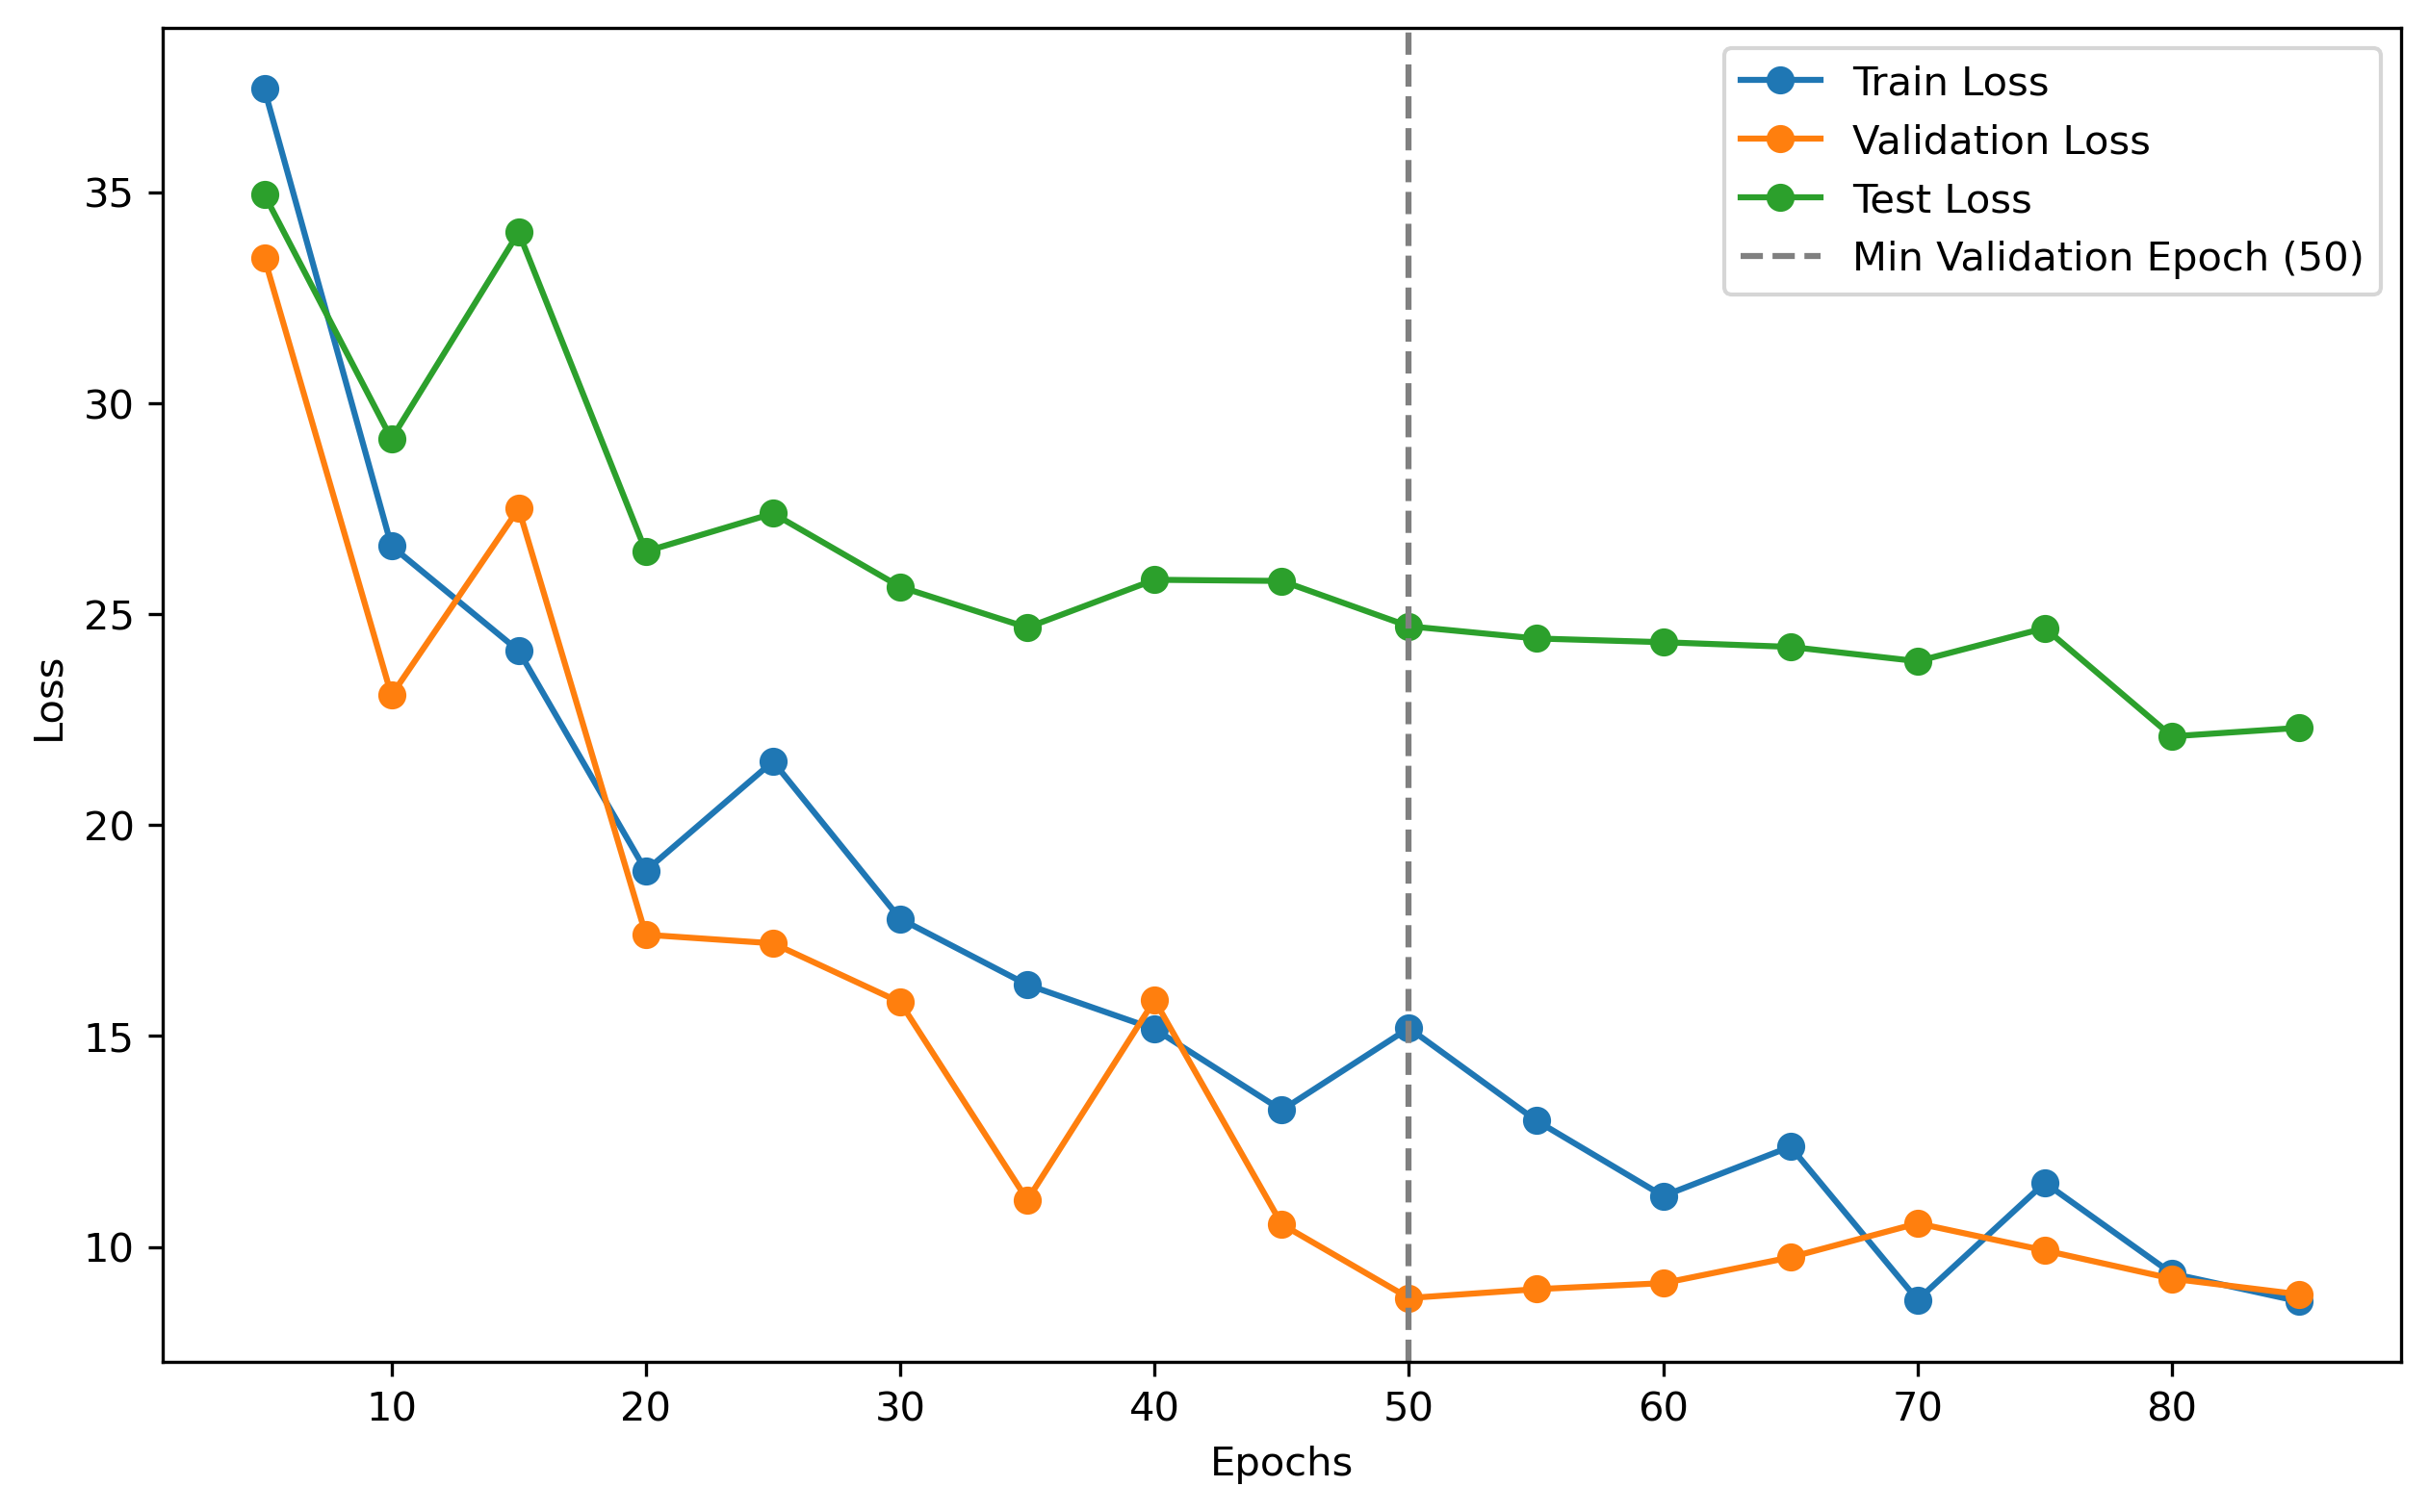 Train Loss
Validation Loss
Test Loss
Min Validation Epoch (50)
35
30
25
20
15
10
Loss
10 20 30 40 50 60 70 80
Epochs